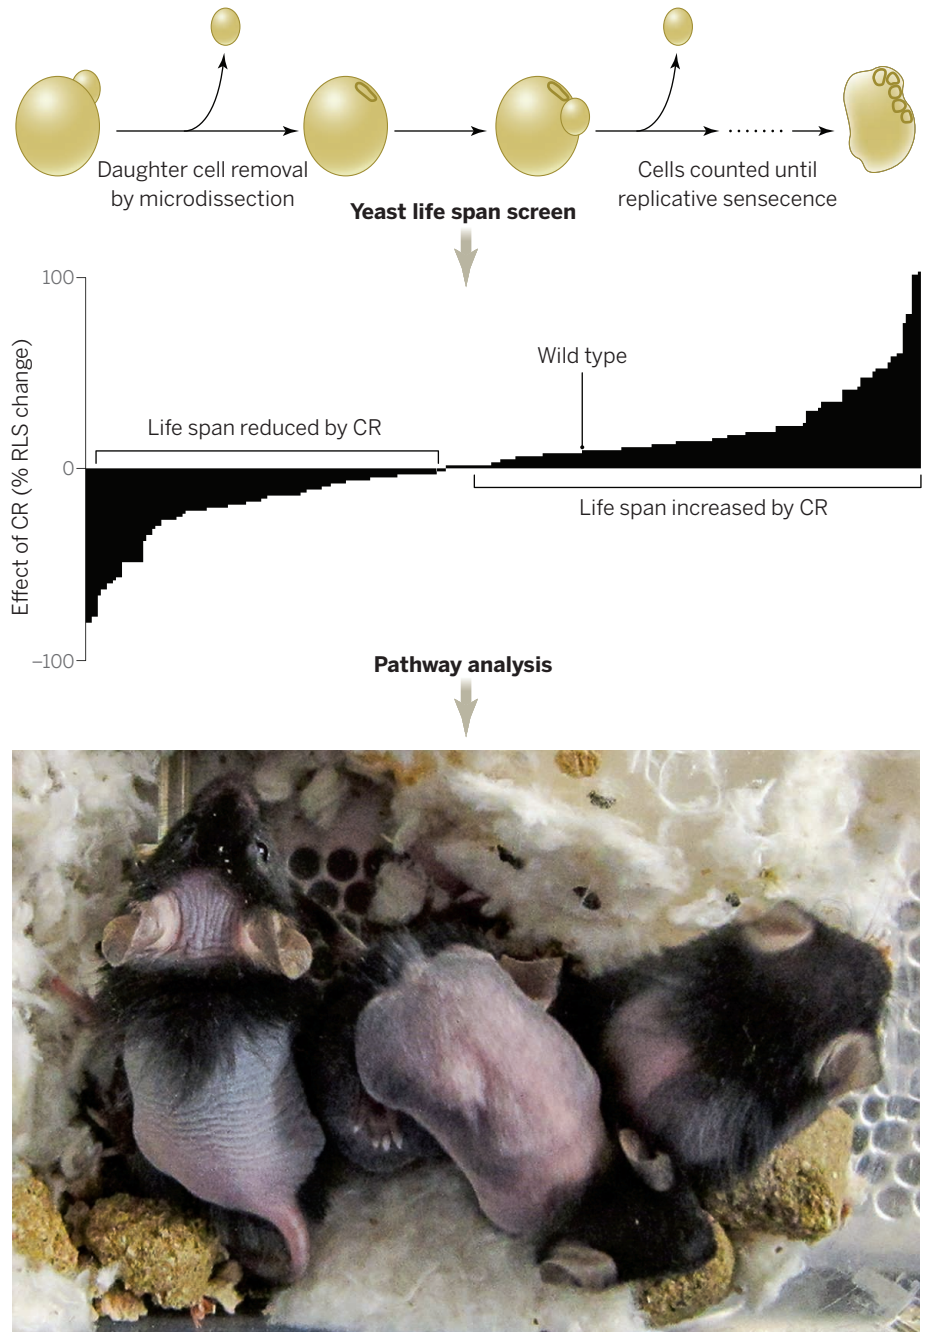 Daughter cell removal
by microdissection
Cells counted until
replicative sensecence
Yeast life span screen
100
Wild type
Life span reduced by CR
0
Life span increased by CR
Effect of CR (% RLS change)
–100
Pathway analysis